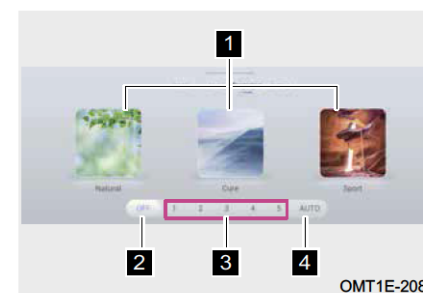 1
Natural Cure Sport
OFF 1 2 3 4 5 AUTO
2 3 4
OMT1E-208